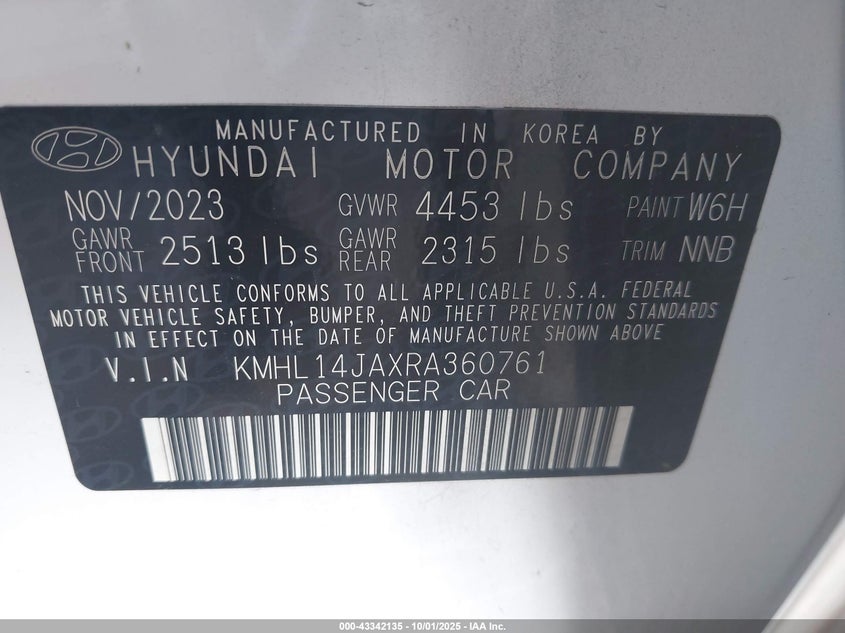 MANUFACTURED IN KOREA BY
HYUNDAI MOTOR COMPANY
NOV/2023 GVWR 4453 lbs PAINT W6H
GAWR FRONT 2513 lbs GAWR REAR 2315 lbs TRIM NNB
THIS VEHICLE CONFORMS TO ALL APPLICABLE U.S.A. FEDERAL
MOTOR VEHICLE SAFETY, BUMPER, AND THEFT PREVENTION STANDARDS
IN EFFECT ON THE DATE OF MANUFACTURE SHOWN ABOVE
V.I.N KMHL14JAXRA360761
PASSENGER CAR
000-43342135 - 10/01/2025 - IAA Inc.